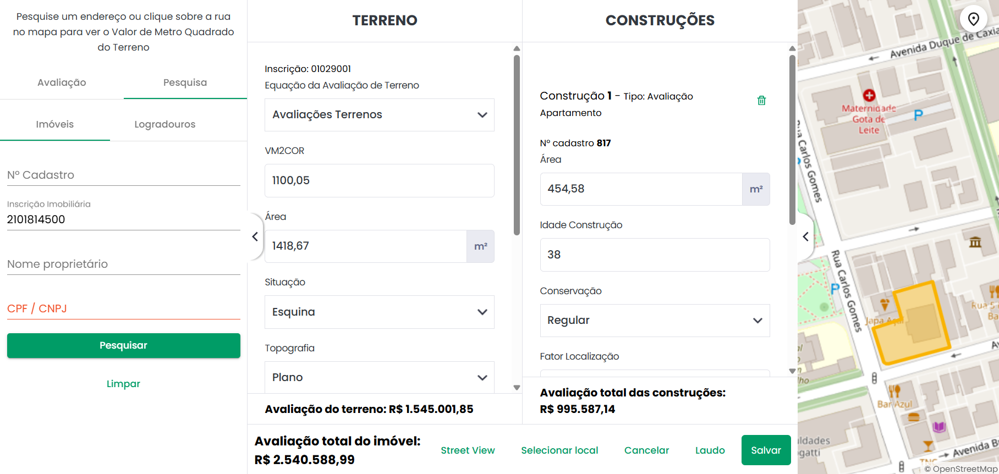 Pesquise um endereço ou clique sobre a rua
no mapa para ver o Valor de Metro Quadrado
do Terreno
Avaliação
Pesquisa
Imóveis
Logradouros
Nº Cadastro
Inscrição Imobiliária
2101814500
Nome proprietário
CPF / CNPJ
Pesquisar
Limpar
TERRENO
Inscrição: 01029001
Equação da Avaliação de Terreno
Avaliações Terrenos
VM2COR
1100,05
Área
1418,67
m²
Situação
Esquina
Topografia
Plano
Avaliação do terreno: R$ 1.545.001,85
CONSTRUÇÕES
Construção 1 - Tipo: Avaliação
Apartamento
Nº cadastro 817
Área
454,58
m²
Idade Construção
38
Conservação
Regular
Fator Localização
Avaliação total das construções:
R$ 995.587,14
Avaliação total do imóvel:
R$ 2.540.588,99
Street View
Selecionar local
Cancelar
Laudo
Salvar
Avenida Duque de Caxia
Maternidade
Gota de
Leite
P
Rua Carlos Gomes
P
Rua Carlos Gomes
Japa Açaí
Rua 5
Ba
Av
Bar Azul
TNC
Avenida B
© OpenStreetMap